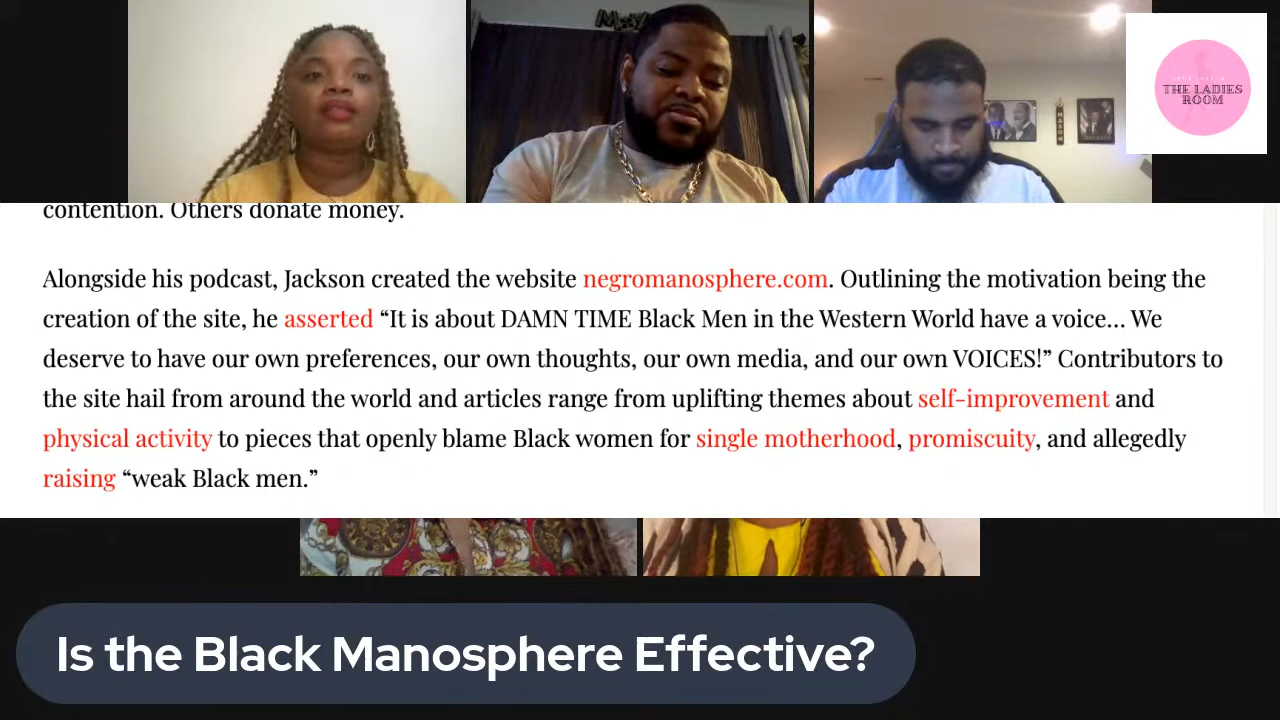 THE LADIES
ROOM
contention. Others donate money.
Alongside his podcast, Jackson created the website negromanosphere.com. Outlining the motivation being the
creation of the site, he asserted “It is about DAMN TIME Black Men in the Western World have a voice… We
deserve to have our own preferences, our own thoughts, our own media, and our own VOICES!” Contributors to
the site hail from around the world and articles range from uplifting themes about self-improvement and
physical activity to pieces that openly blame Black women for single motherhood, promiscuity, and allegedly
raising “weak Black men.”
Is the Black Manosphere Effective?